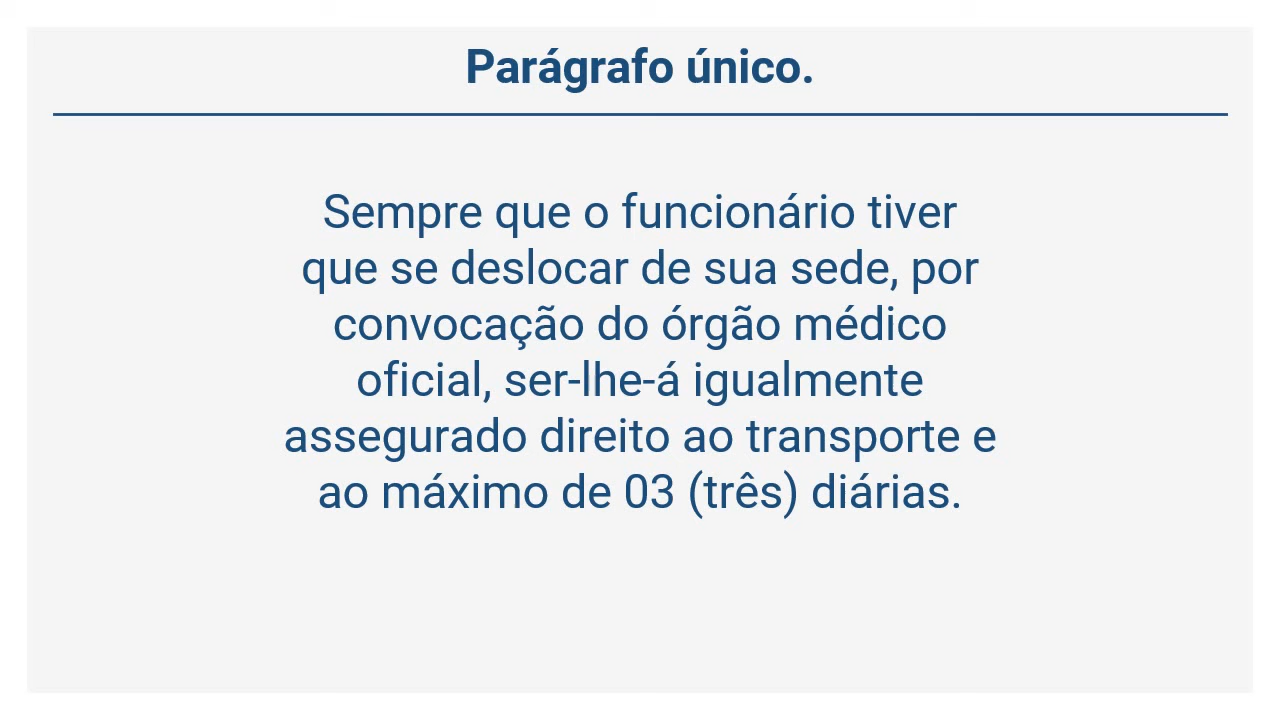 Parágrafo único.
Sempre que o funcionário tiver
que se deslocar de sua sede, por
convocação do órgão médico
oficial, ser-lhe-á igualmente
assegurado direito ao transporte e
ao máximo de 03 (três) diárias.